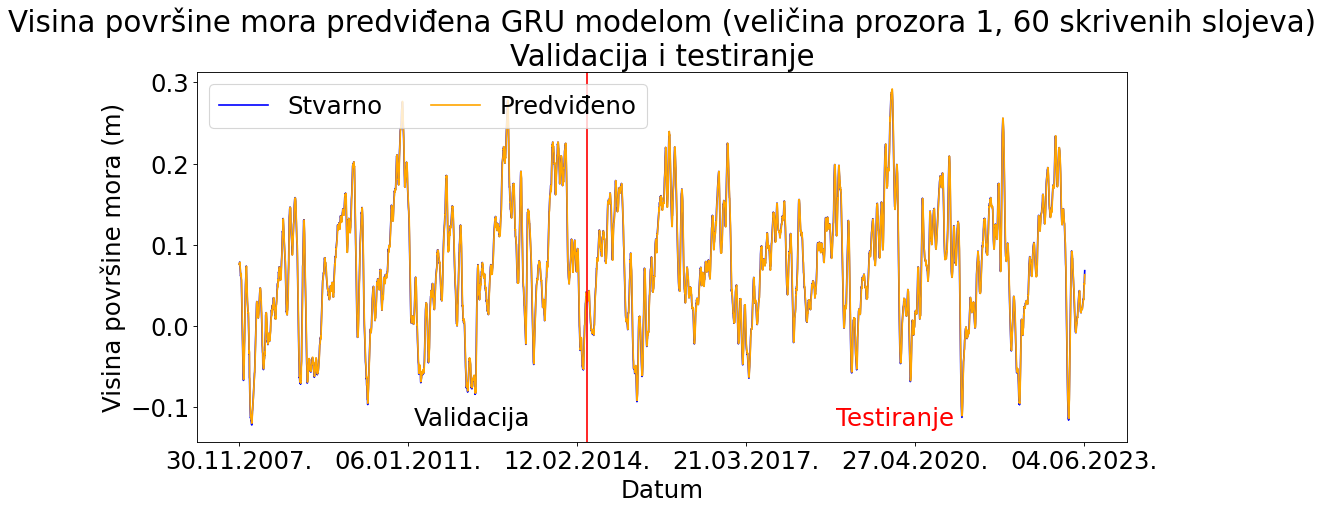 Visina površine mora predviđena GRU modelom (veličina prozora 1, 60 skrivenih slojeva)
Validacija i testiranje
Stvarno
Predviđeno
Visina površine mora (m)
0.3
0.2
0.1
0.0
−0.1
Validacija
Testiranje
30.11.2007.
06.01.2011.
12.02.2014.
21.03.2017.
27.04.2020.
04.06.2023.
Datum